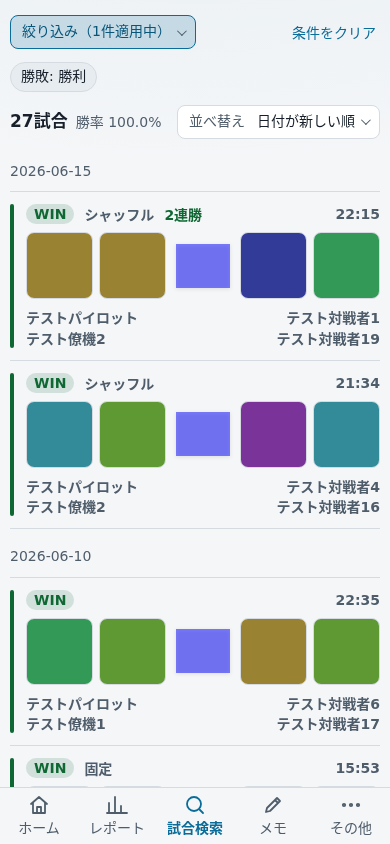 絞り込み（1件適用中）
条件をクリア
勝敗: 勝利
27試合 勝率 100.0%
並べ替え 日付が新しい順
2026-06-15
WIN シャッフル 2連勝 22:15
テストパイロット テスト対戦者1
テスト僚機2 テスト対戦者19
WIN シャッフル 21:34
テストパイロット テスト対戦者4
テスト僚機2 テスト対戦者16
2026-06-10
WIN 22:35
テストパイロット テスト対戦者6
テスト僚機1 テスト対戦者17
WIN 固定 15:53
ホーム レポート 試合検索 メモ その他